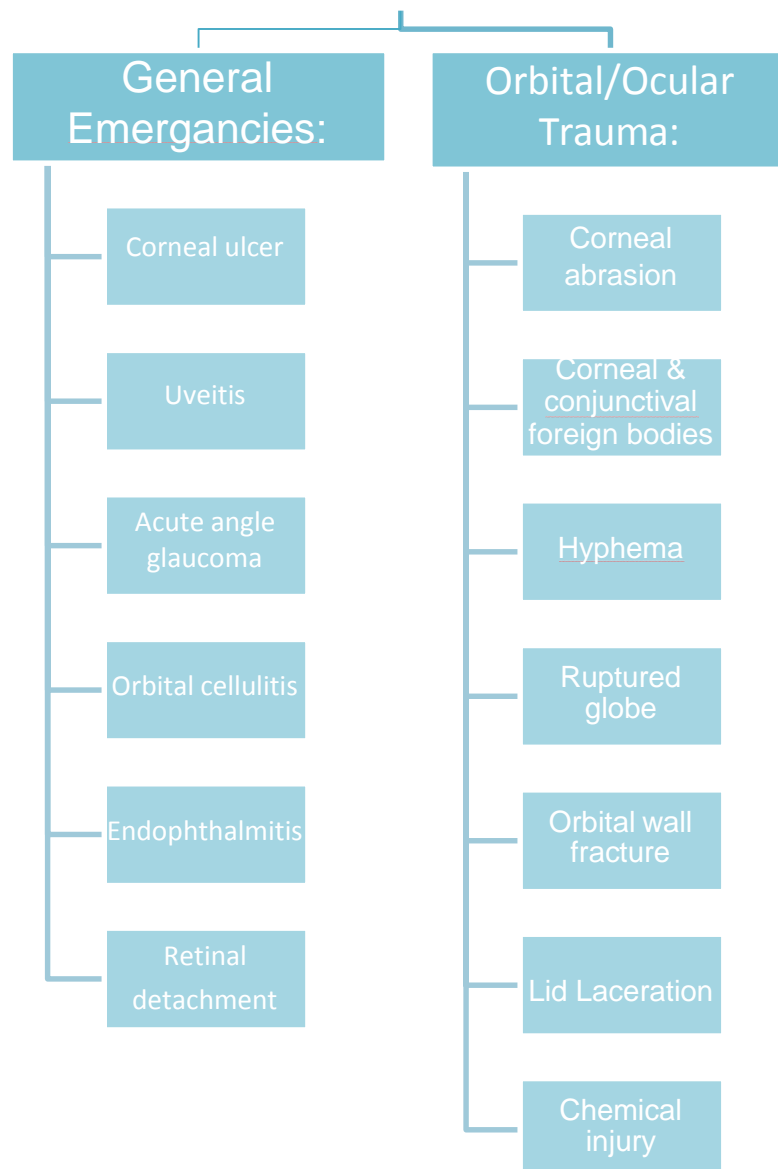 General
Emergancies:
Corneal ulcer
Uveitis
Acute angle
glaucoma
Orbital cellulitis
Endophthalmitis
Retinal
detachment
Orbital/Ocular
Trauma:
Corneal
abrasion
Corneal &
conjunctival
foreign bodies
Hyphema
Ruptured
globe
Orbital wall
fracture
Lid Laceration
Chemical
injury